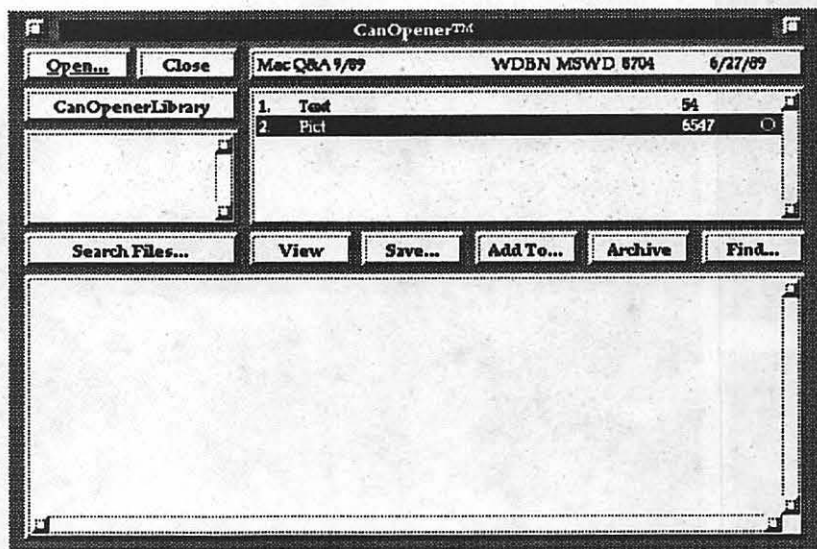 CanOpener™
Open... Close Mac Q&A 9/89 WDBN MSWD 8704 6/27/89
CanOpenerLibrary
1. Text 54
2. Pict 6547
Search Files... View Save... Add To... Archive Find...